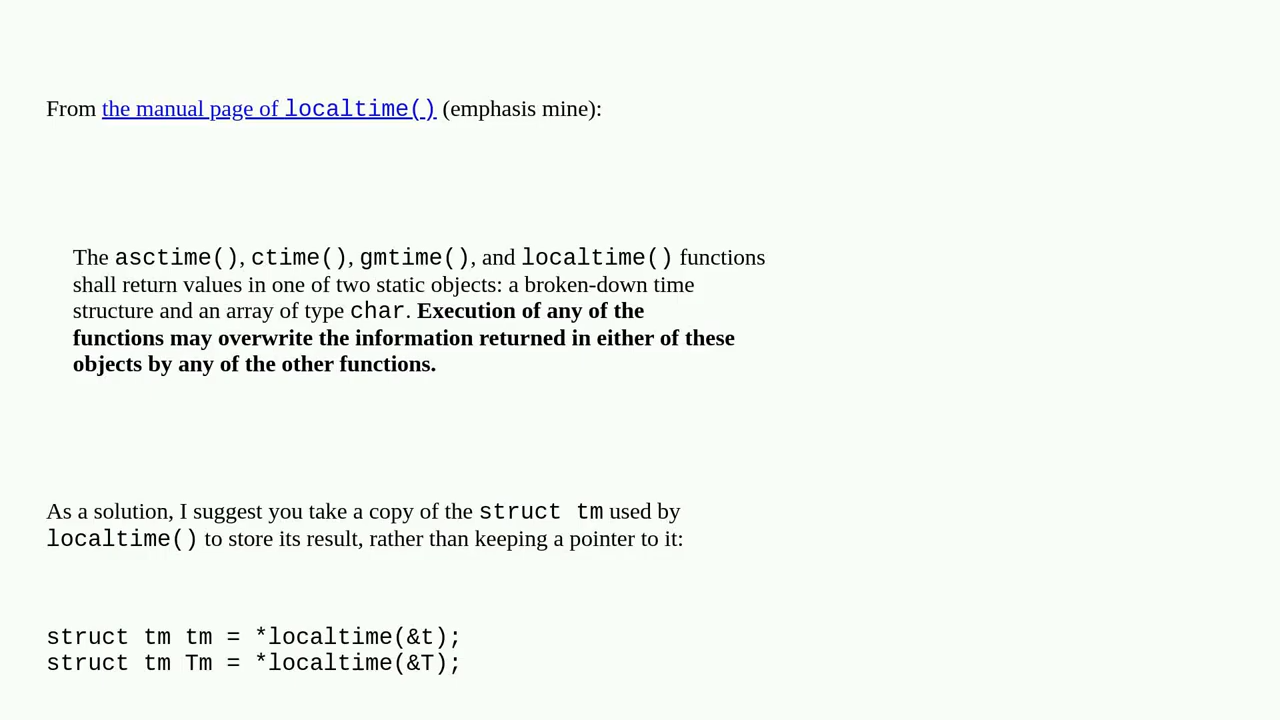 From the manual page of localtime() (emphasis mine):
The asctime(), ctime(), gmtime(), and localtime() functions
shall return values in one of two static objects: a broken-down time
structure and an array of type char. Execution of any of the
functions may overwrite the information returned in either of these
objects by any of the other functions.
As a solution, I suggest you take a copy of the struct tm used by
localtime() to store its result, rather than keeping a pointer to it:
struct tm tm = *localtime(&t);
struct tm Tm = *localtime(&T);